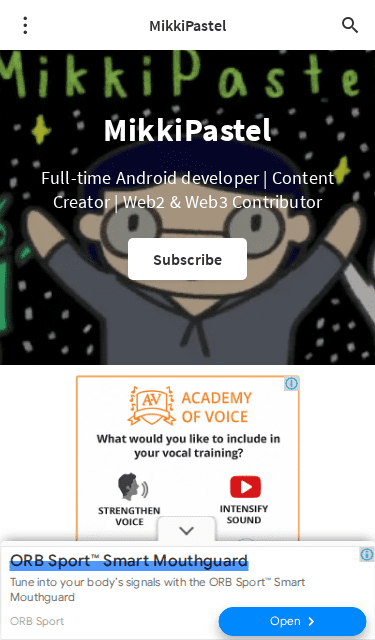 MikkiPastel
MikkiPaste
MikkiPastel
Full-time Android developer | Content
Creator | Web2 & Web3 Contributor
Subscribe
AV
ACADEMY
OF VOICE
What would you like to include in
your vocal training?
STRENGTHEN
VOICE
INTENSIFY
SOUND
ORB Sport™ Smart Mouthguard
Tune into your body's signals with the ORB Sport™ Smart
Mouthguard
ORB Sport
Open